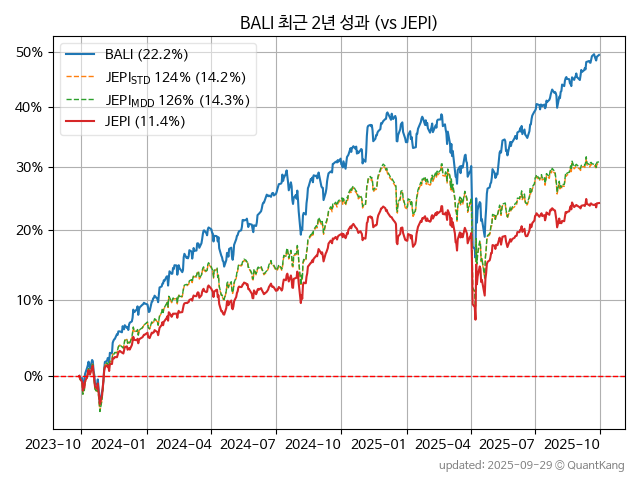 BALI 최근 2년 성과 (vs JEPI)
BALI (22.2%)
JEPI_STD 124% (14.2%)
JEPI_MDD 126% (14.3%)
JEPI (11.4%)
50%
40%
30%
20%
10%
0%
2023-10 2024-01 2024-04 2024-07 2024-10 2025-01 2025-04 2025-07 2025-10
updated: 2025-09-29 © QuantKang